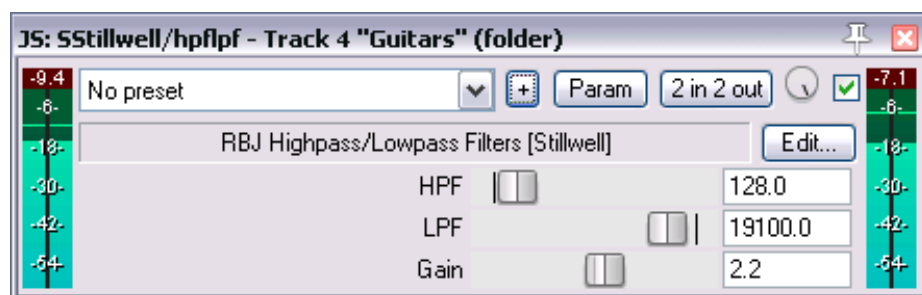 JS: SStillwell/hpflpf - Track 4 "Guitars" (folder)
-9.4 No preset + Param 2 in 2 out -7.1
-6- -6-
RBJ Highpass/Lowpass Filters [Stillwell] Edit...
-18- -18-
HPF 128.0
-30- -30-
LPF 19100.0
-42- -42-
Gain 2.2
-54- -54-